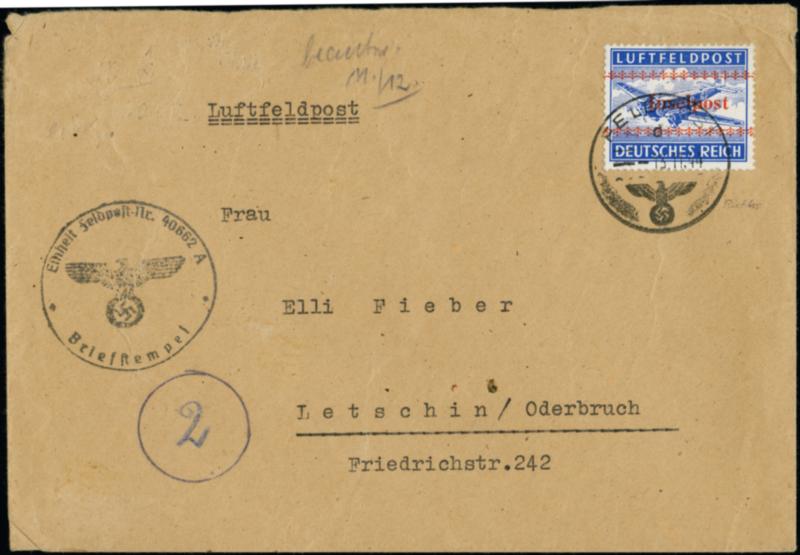 11./12.
LUFTFELDPOST
Inselpost
DEUTSCHES REICH
Luftfeldpost
Frau
Einheit Feldpost-Nr. 40662 A
Briefstempel
Elli Fieber
Letschin/Oderbruch
Friedrichstr.242
2